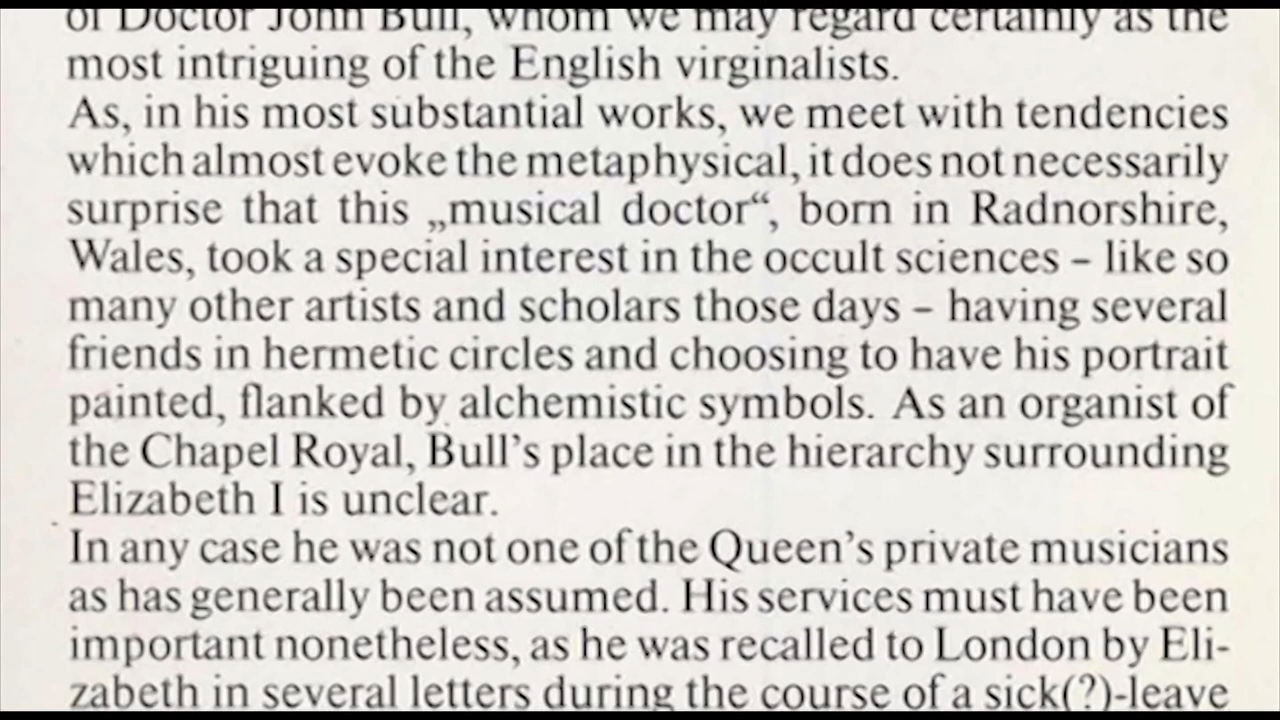 of Doctor John Bull, whom we may regard certainly as the
most intriguing of the English virginalists.
As, in his most substantial works, we meet with tendencies
which almost evoke the metaphysical, it does not necessarily
surprise that this „musical doctor“, born in Radnorshire,
Wales, took a special interest in the occult sciences – like so
many other artists and scholars those days – having several
friends in hermetic circles and choosing to have his portrait
painted, flanked by alchemistic symbols. As an organist of
the Chapel Royal, Bull’s place in the hierarchy surrounding
Elizabeth I is unclear.
In any case he was not one of the Queen’s private musicians
as has generally been assumed. His services must have been
important nonetheless, as he was recalled to London by Eli-
zabeth in several letters during the course of a sick(?)-leave